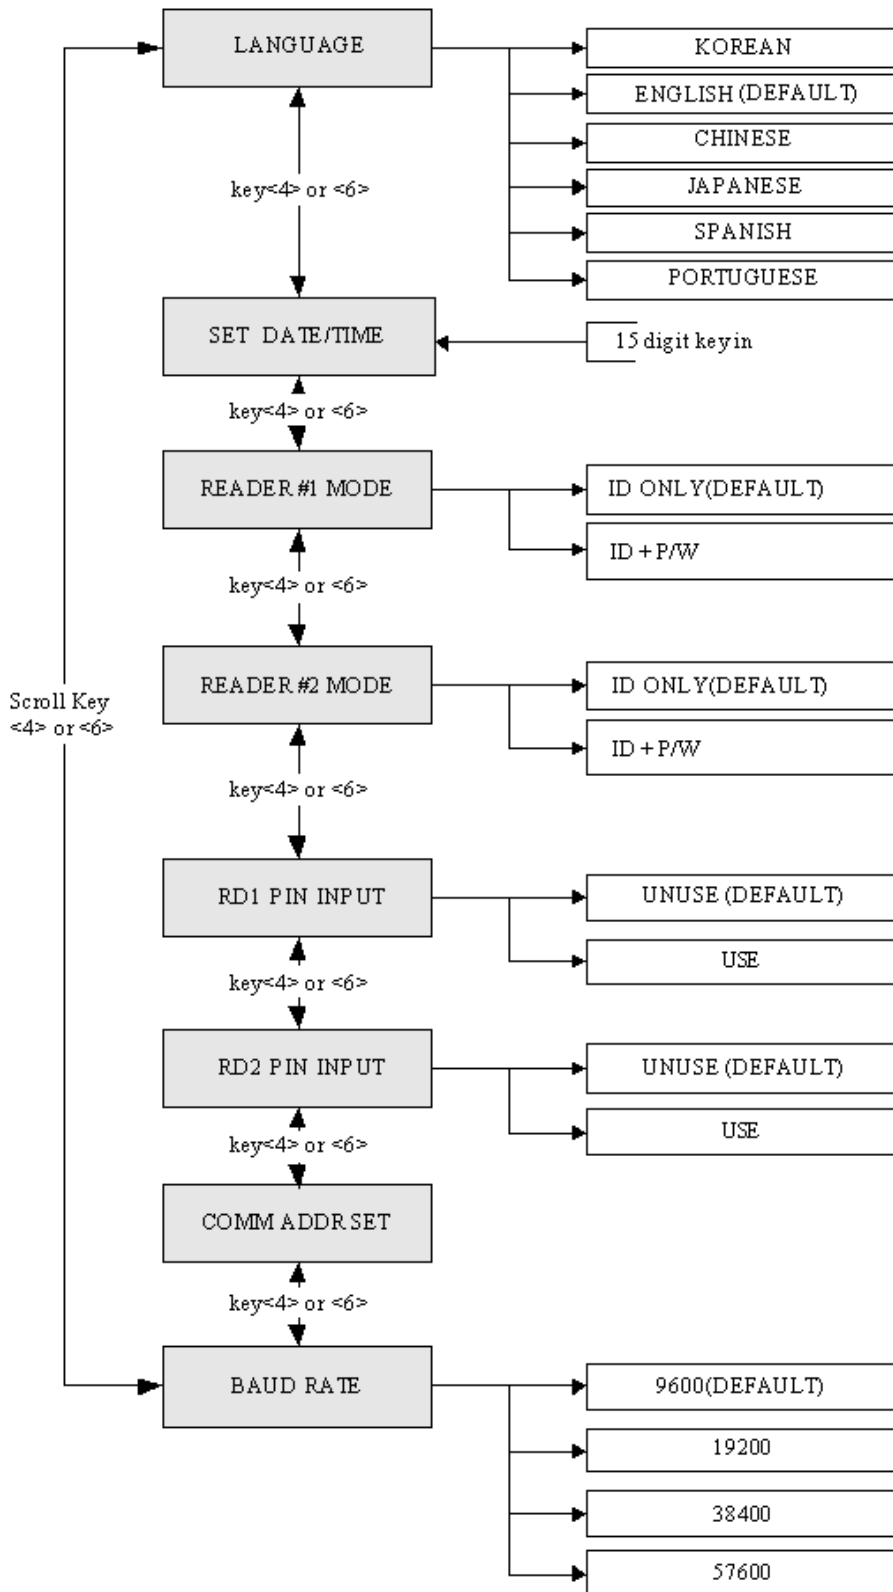 LANGUAGE
KOREAN
ENGLISH (DEFAULT)
CHINESE
JAPANESE
SPANISH
PORTUGUESE
key<4> or <6>
SET DATE/TIME
15 digit key in
key<4> or <6>
READER #1 MODE
ID ONLY(DEFAULT)
ID + P/W
key<4> or <6>
READER #2 MODE
ID ONLY(DEFAULT)
ID + P/W
Scroll Key
<4> or <6>
key<4> or <6>
RD1 PIN INPUT
UNUSE (DEFAULT)
USE
key<4> or <6>
RD2 PIN INPUT
UNUSE (DEFAULT)
USE
key<4> or <6>
COMM ADDR SET
key<4> or <6>
BAUD RATE
9600(DEFAULT)
19200
38400
57600